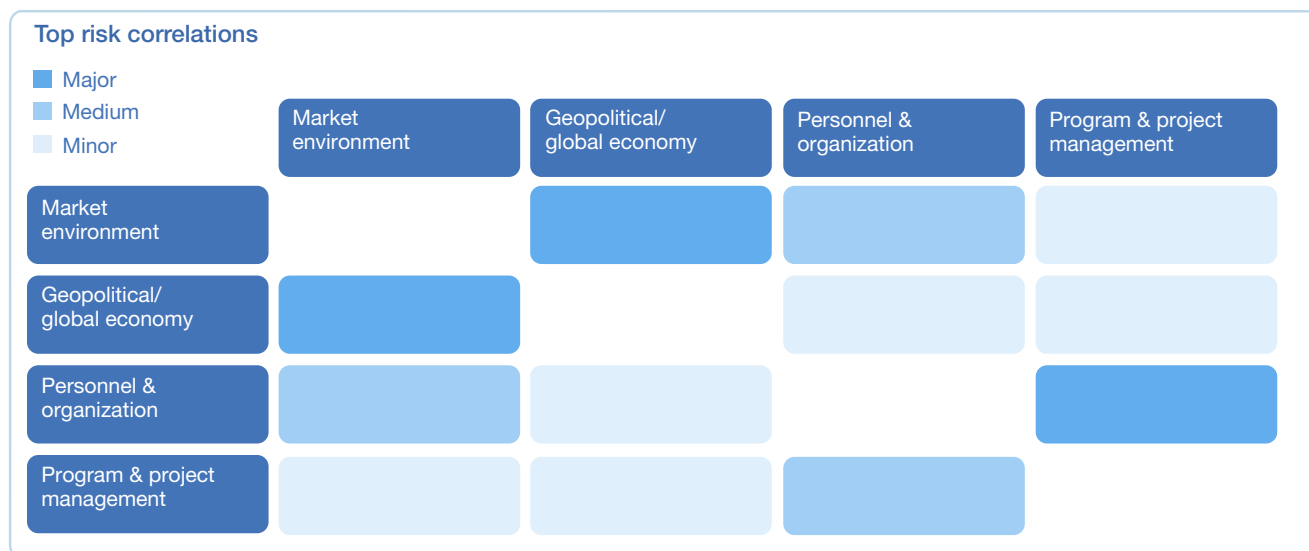 Top risk correlations
Major
Medium
Minor
Market
environment
Geopolitical/
global economy
Personnel &
organization
Program & project
management
Market
environment
Geopolitical/
global economy
Personnel &
organization
Program & project
management